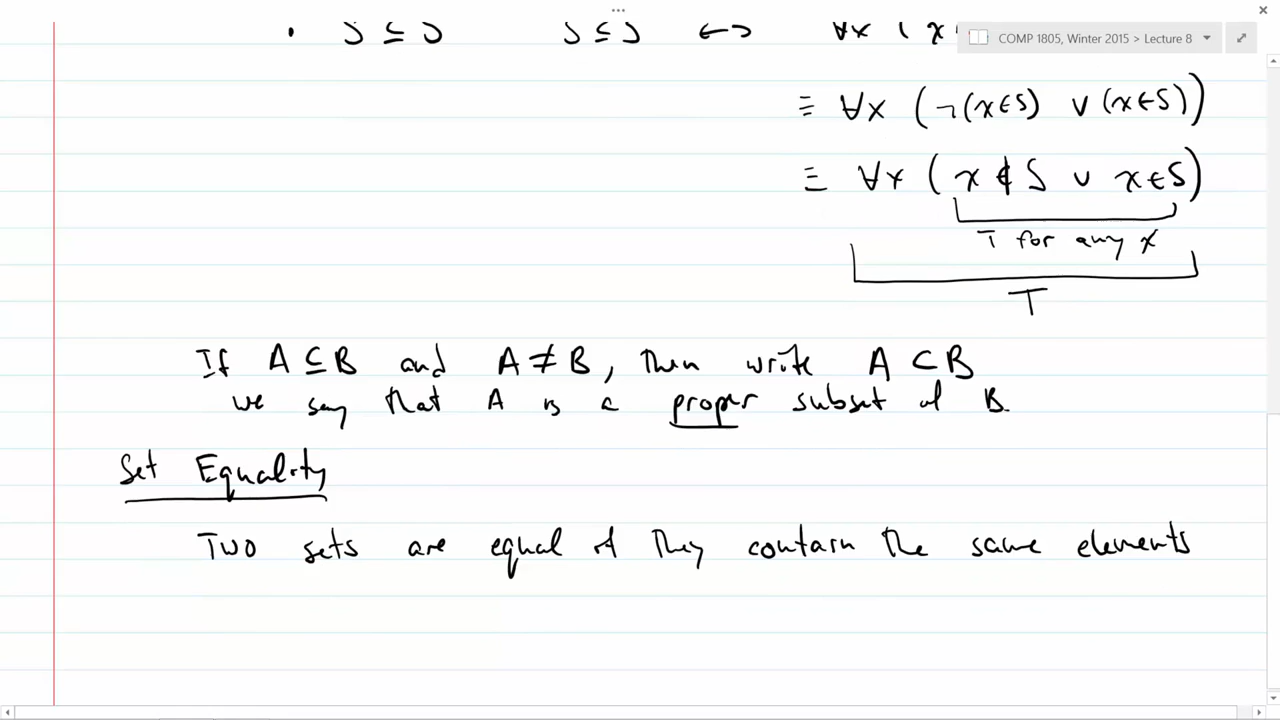 • S ⊆ S S ⊆ S ↔ ∀x ( x
COMP 1805, Winter 2015 > Lecture 8
≡ ∀x (¬(x∈S) ∨ (x∈S))
≡ ∀x ( x ∉ S ∨ x∈S)
T for any x
T
If A ⊆ B and A ≠ B, then write A ⊂ B
we say that A is a proper subset of B.
Set Equality
Two sets are equal if they contain the same elements